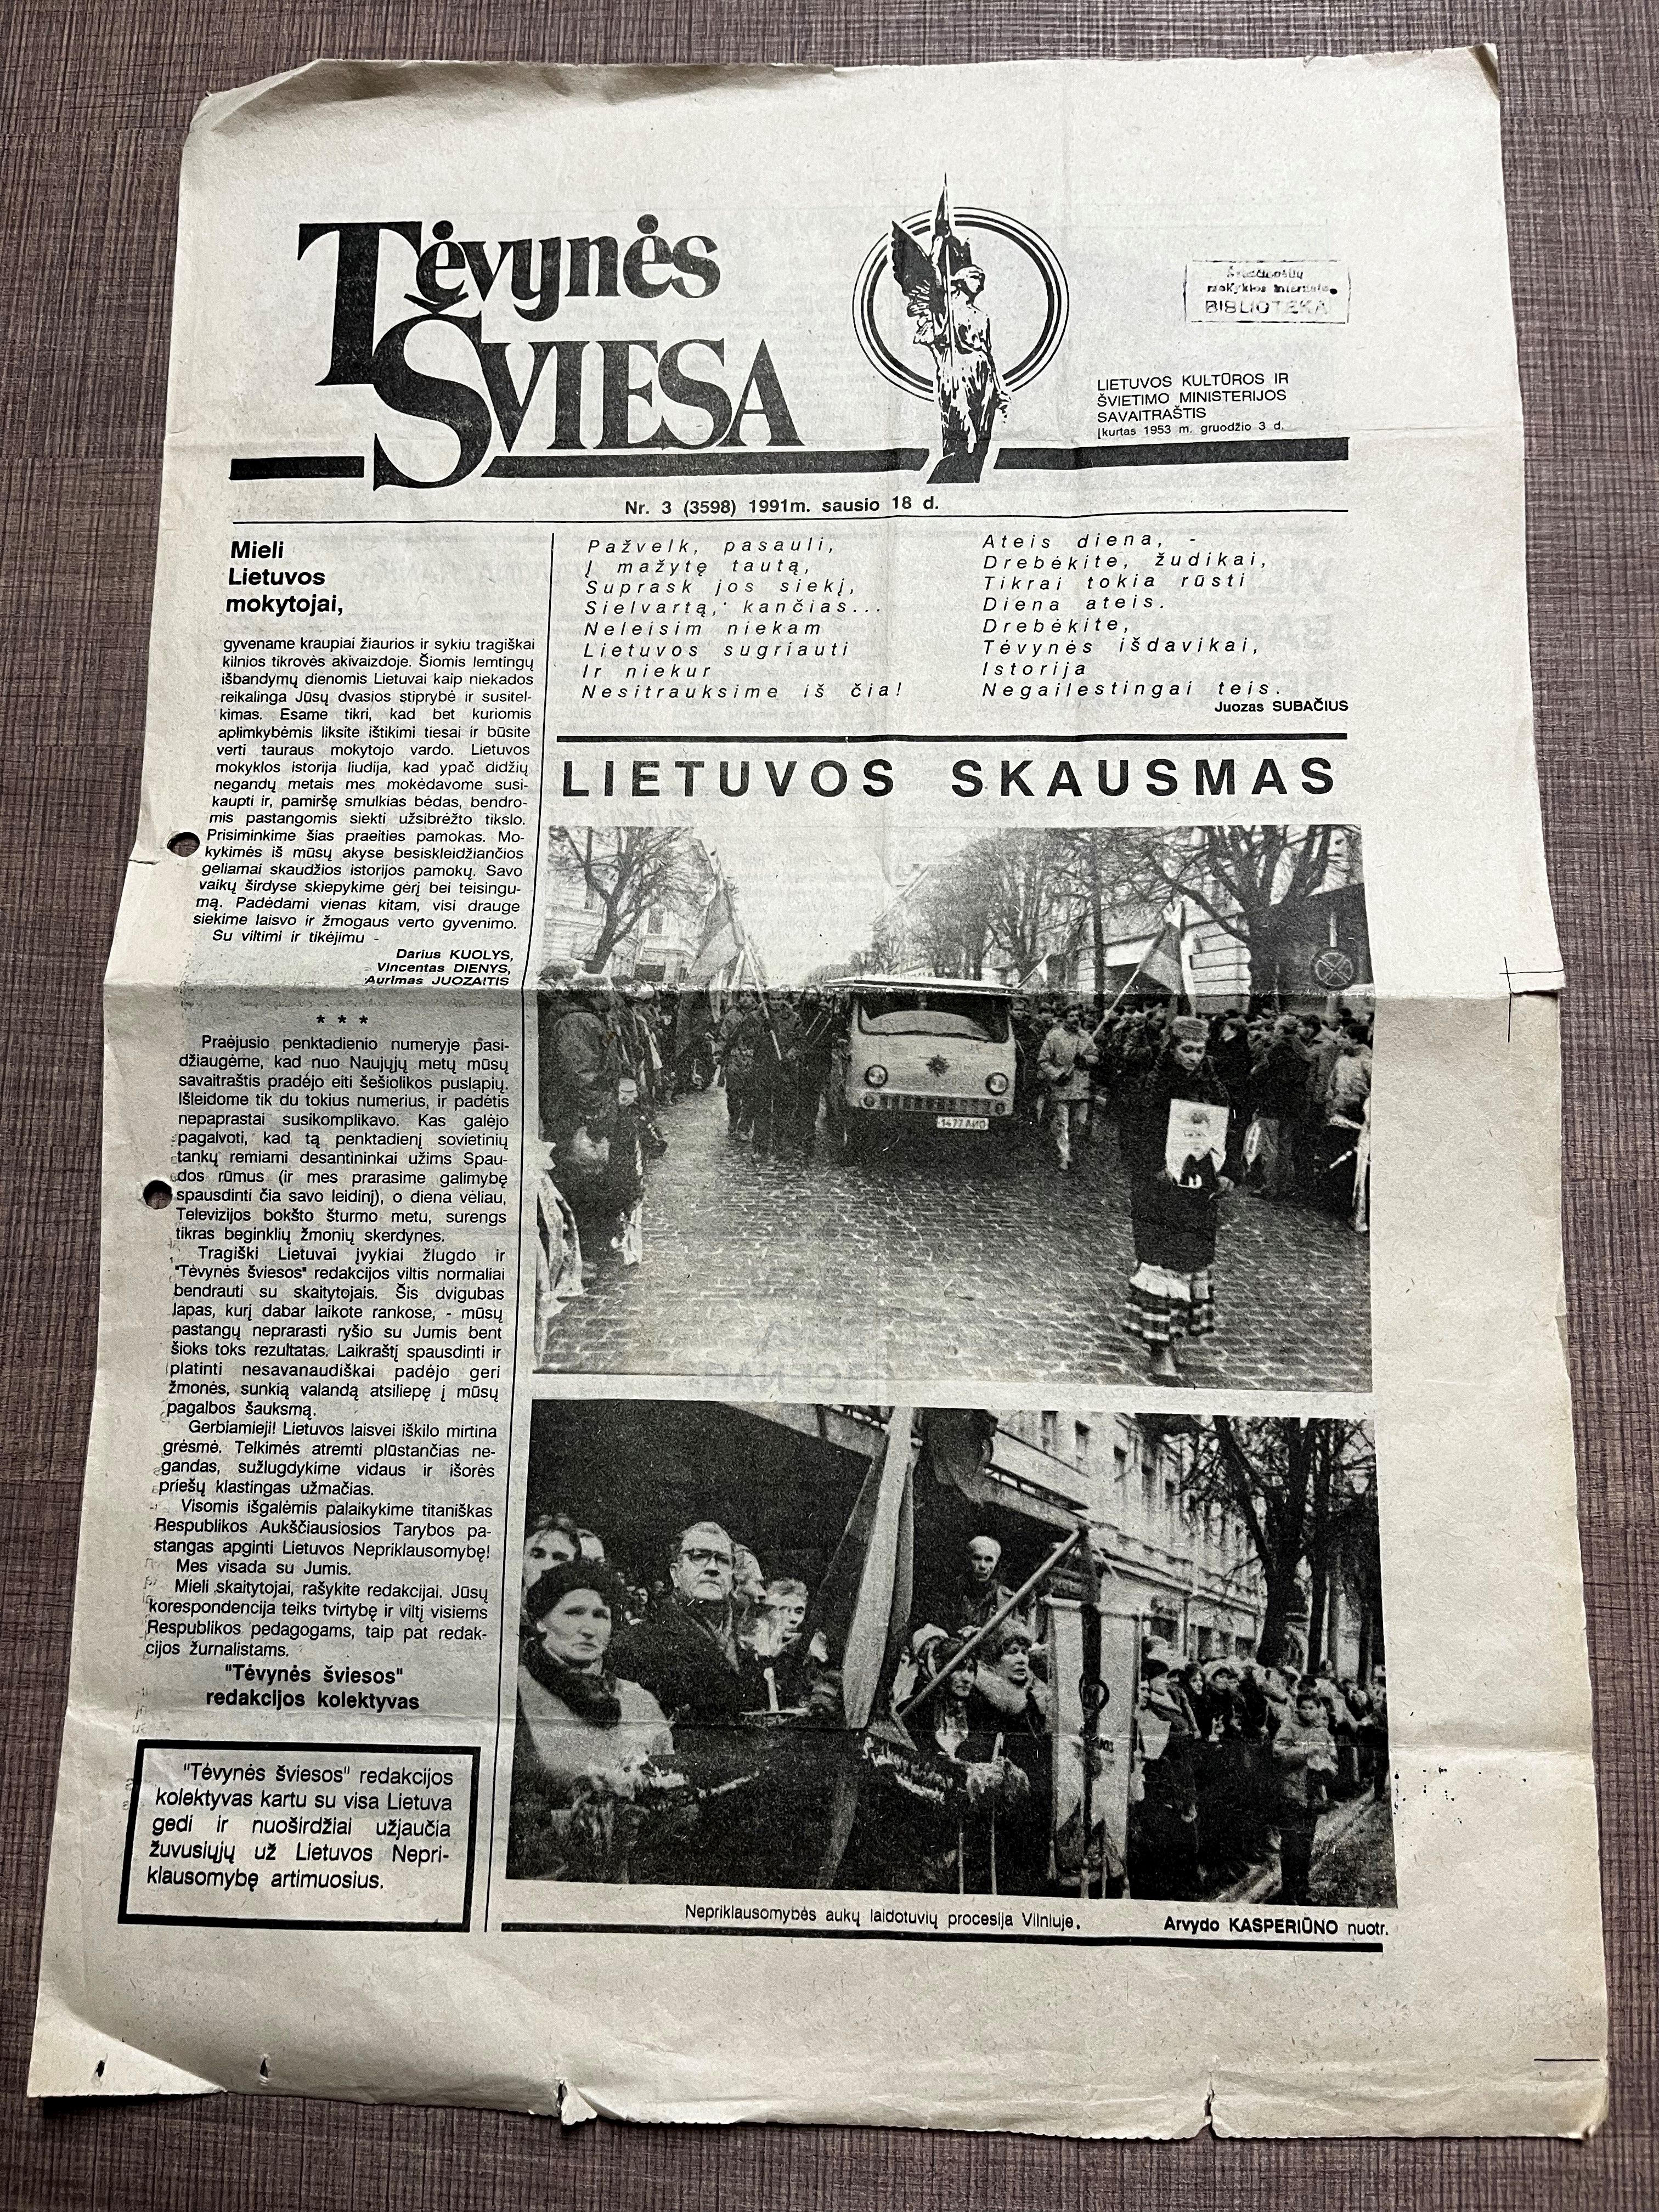 Tėvynės
ŠVIESA
BIBLIOTEKA
LIETUVOS KULTŪROS IR
ŠVIETIMO MINISTERIJOS
SAVAITRAŠTIS
Įkurtas 1953 m. gruodžio 3 d.
Nr. 3 (3598) 1991m. sausio 18 d.
Mieli
Lietuvos
mokytojai,
gyvename kraupiai žiaurios ir sykiu tragiškai
kilnios tikrovės akivaizdoje. Šiomis lemtingų
išbandymų dienomis Lietuvai kaip niekados
reikalinga Jūsų dvasios stiprybė ir susitel-
kimas. Esame tikri, kad bet kuriomis
aplinkybėmis liksite ištikimi tiesai ir būsite
verti tauraus mokytojo vardo. Lietuvos
mokyklos istorija liudija, kad ypač didžių
negandų metais mes mokėdavome susi-
kaupti ir, pamiršę smulkias bėdas, bendro-
mis pastangomis siekti užsibrėžto tikslo.
Prisiminkime šias praeities pamokas. Mo-
kykimės iš mūsų akyse besiskleidžiančios
geliamai skaudžios istorijos pamokų. Savo
vaikų širdyse skiepykime gėrį bei teisingu-
mą. Padėdami vienas kitam, visi drauge
siekime laisvo ir žmogaus verto gyvenimo.
Su viltimi ir tikėjimu -
Darius KUOLYS,
Vincentas DIENYS,
Aurimas JUOZAITIS
* * *
Praėjusio penktadienio numeryje pasi-
džiaugėme, kad nuo Naujųjų metų mūsų
savaitraštis pradėjo eiti šešiolikos puslapių.
Išleidome tik du tokius numerius, ir padėtis
nepaprastai susikomplikavo. Kas galėjo
pagalvoti, kad tą penktadienį sovietinių
tankų remiami desantininkai užims Spau-
dos rūmus (ir mes prarasime galimybę
spausdinti čia savo leidinį), o diena vėliau,
Televizijos bokšto šturmo metu, surengs
tikras beginklių žmonių skerdynes.
Tragiški Lietuvai įvykiai žlugdo ir
"Tėvynės šviesos" redakcijos viltis normaliai
bendrauti su skaitytojais. Šis dvigubas
lapas, kurį dabar laikote rankose, - mūsų
pastangų neprarasti ryšio su Jumis bent
šioks toks rezultatas. Laikraštį spausdinti ir
platinti nesavanaudiškai padėjo geri
žmonės, sunkią valandą atsiliepę į mūsų
pagalbos šauksmą.
Gerbiamieji! Lietuvos laisvei iškilo mirtina
grėsmė. Telkimės atremti plūstančias ne-
gandas, sužlugdykime vidaus ir išorės
priešų klastingas užmačias.
Visomis išgalėmis palaikykime titaniškas
Respublikos Aukščiausiosios Tarybos pa-
stangas apginti Lietuvos Nepriklausomybę!
Mes visada su Jumis.
Mieli skaitytojai, rašykite redakcijai. Jūsų
korespondencija teiks tvirtybę ir viltį visiems
Respublikos pedagogams, taip pat redak-
cijos žurnalistams.
"Tėvynės šviesos"
redakcijos kolektyvas
"Tėvynės šviesos" redakcijos
kolektyvas kartu su visa Lietuva
gedi ir nuoširdžiai užjaučia
žuvusiųjų už Lietuvos Nepri-
klausomybę artimuosius.
Pažvelk, pasauli,
Į mažytę tautą,
Suprask jos siekį,
Sielvartą, kančias...
Neleisim niekam
Lietuvos sugriauti
Ir niekur
Nesitrauksime iš čia!
Ateis diena, -
Drebėkite, žudikai,
Tikrai tokia rūsti
Diena ateis.
Drebėkite,
Tėvynės išdavikai,
Istorija
Negailestingai teis.
Juozas SUBAČIUS
LIETUVOS SKAUSMAS
Nepriklausomybės aukų laidotuvių procesija Vilniuje.
Arvydo KASPERIŪNO nuotr.